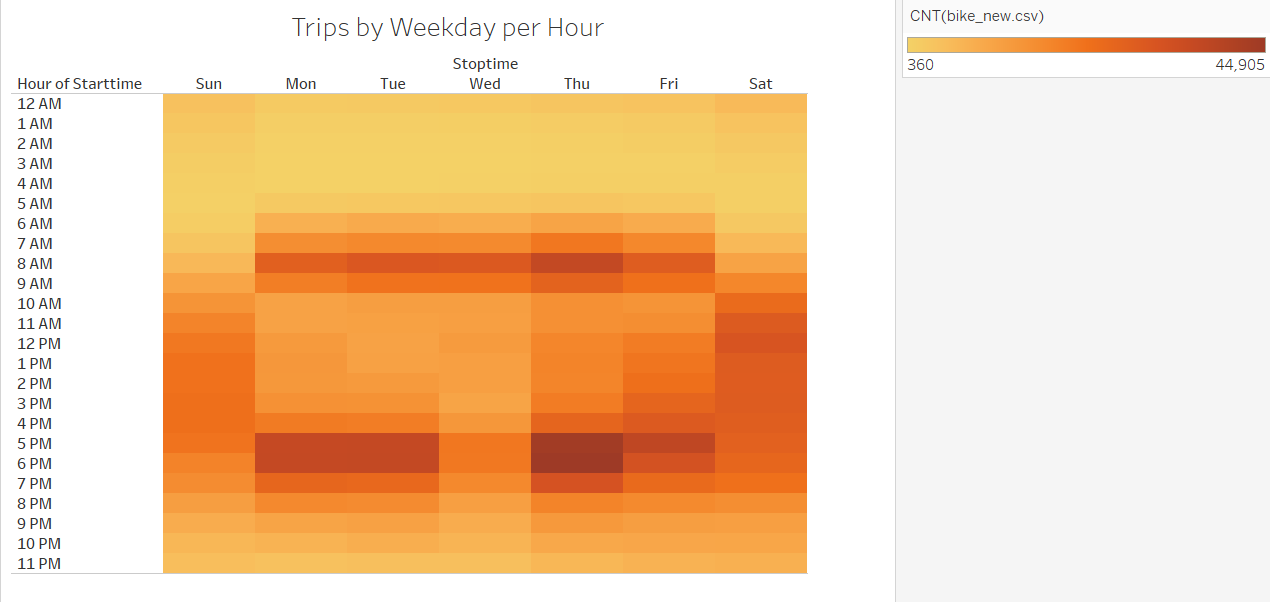 Trips by Weekday per Hour
Stoptime
Hour of Starttime Sun Mon Tue Wed Thu Fri Sat
12 AM
1 AM
2 AM
3 AM
4 AM
5 AM
6 AM
7 AM
8 AM
9 AM
10 AM
11 AM
12 PM
1 PM
2 PM
3 PM
4 PM
5 PM
6 PM
7 PM
8 PM
9 PM
10 PM
11 PM
CNT(bike_new.csv)
360 44,905